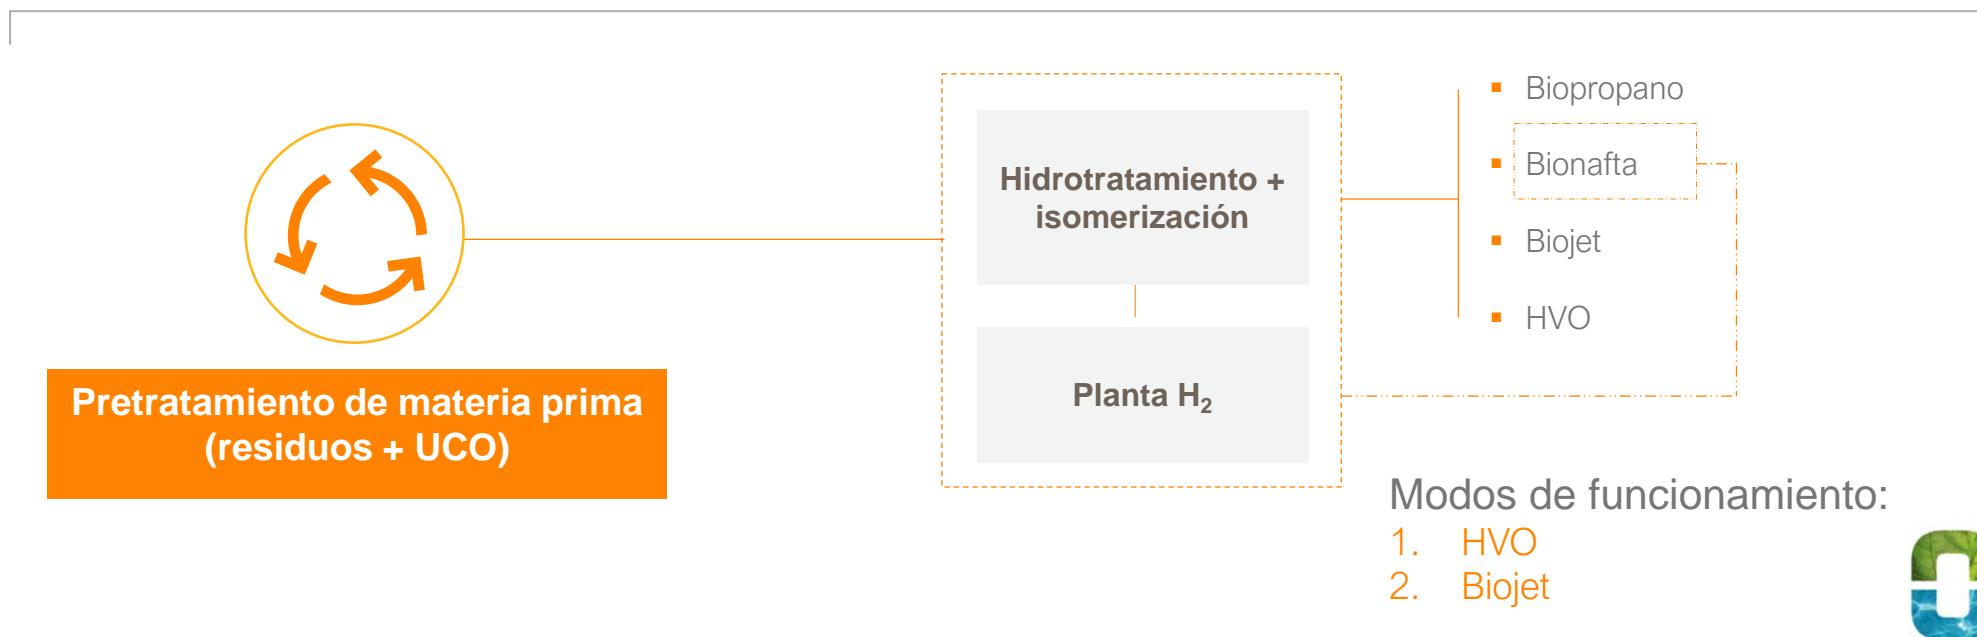 Pretratamiento de materia prima
(residuos + UCO)
Hidrotratamiento +
isomerización
Planta H₂
Biopropano
Bionafta
Biojet
HVO
Modos de funcionamiento:
1. HVO
2. Biojet